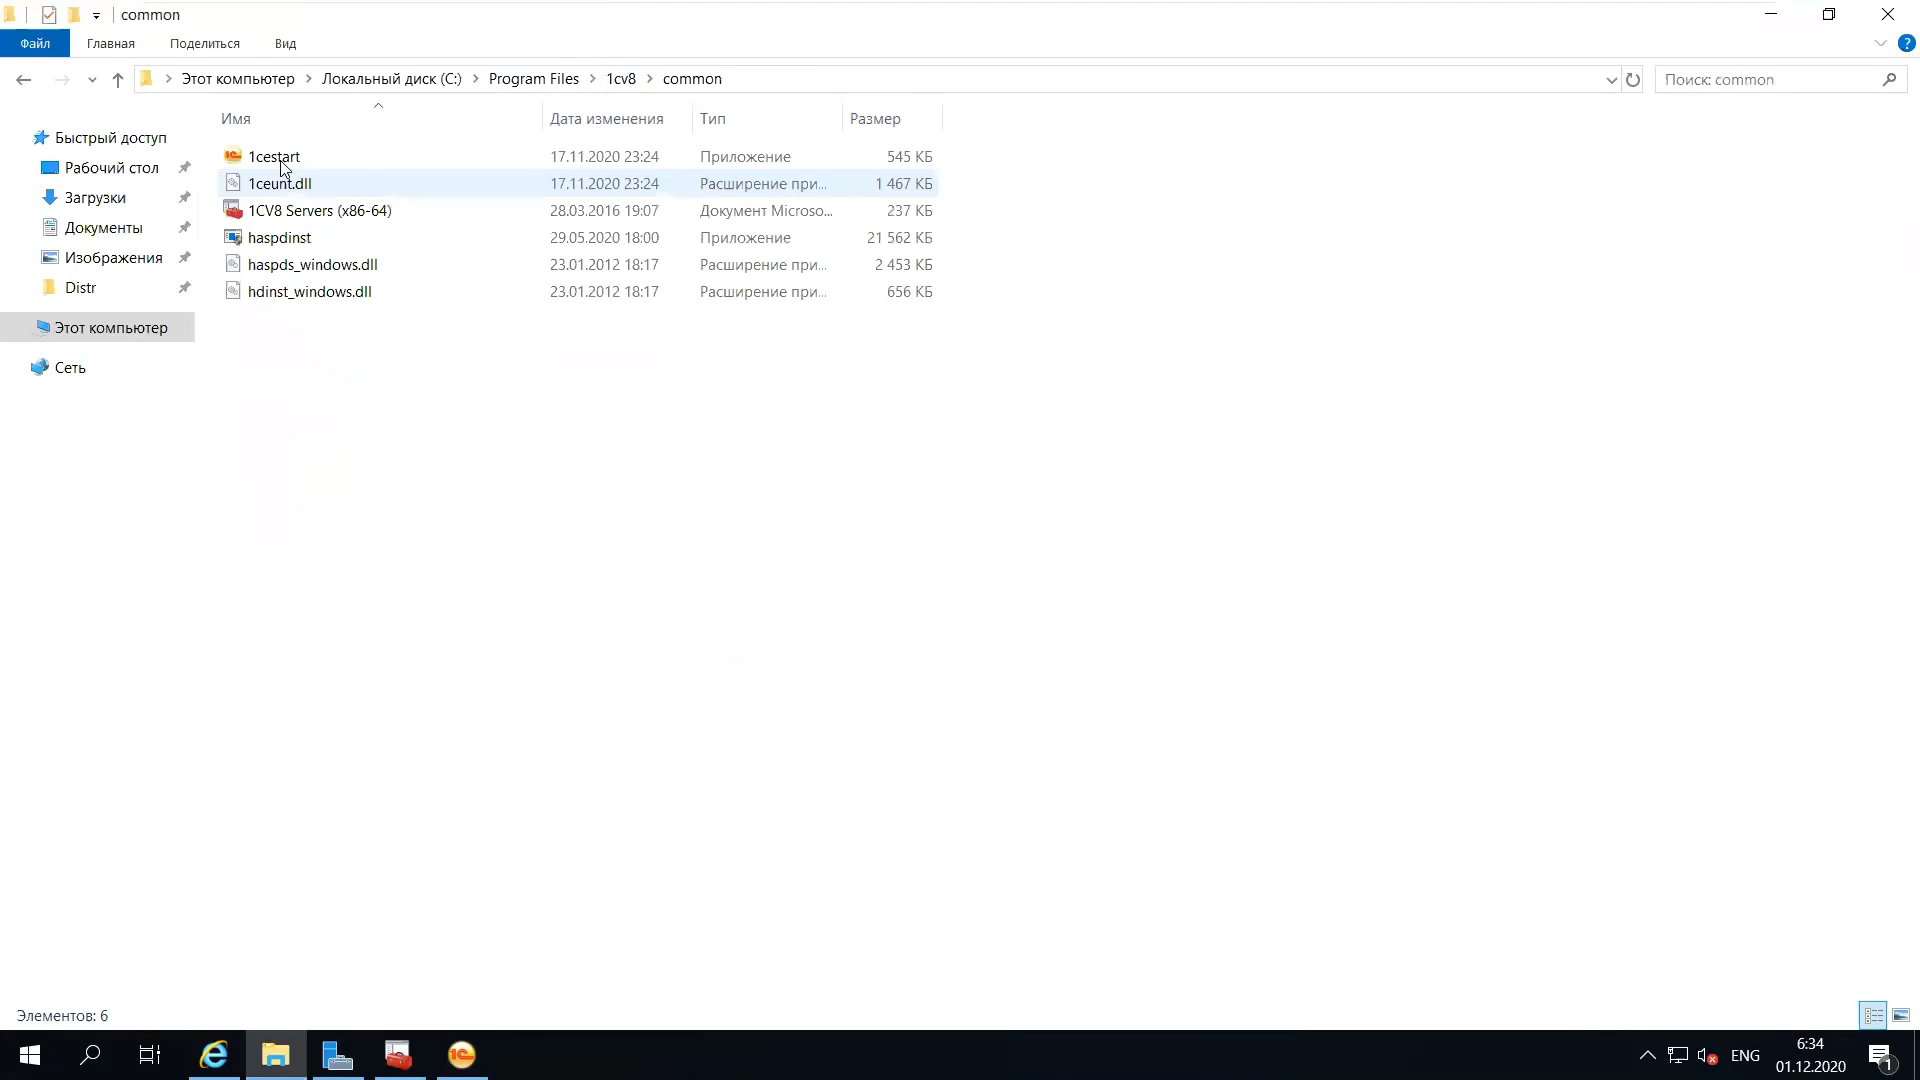 common
Файл Главная Поделиться Вид
Этот компьютер Локальный диск (C:) Program Files 1cv8 common
Поиск: common
Имя Дата изменения Тип Размер
Быстрый доступ
Рабочий стол
Загрузки
Документы
Изображения
Distr
Этот компьютер
Сеть
1cestart 17.11.2020 23:24 Приложение 545 КБ
1ceunt.dll 17.11.2020 23:24 Расширение при... 1 467 КБ
1CV8 Servers (x86-64) 28.03.2016 19:07 Документ Microso... 237 КБ
haspdinst 29.05.2020 18:00 Приложение 21 562 КБ
haspds_windows.dll 23.01.2012 18:17 Расширение при... 2 453 КБ
hdinst_windows.dll 23.01.2012 18:17 Расширение при... 656 КБ
Элементов: 6
ENG
6:34
01.12.2020
1